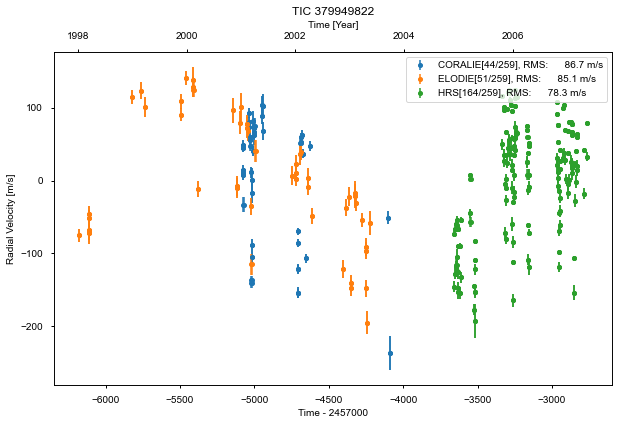 TIC 379949822
Time [Year]
1998 2000 2002 2004 2006
CORALIE[44/259], RMS: 86.7 m/s
ELODIE[51/259], RMS: 85.1 m/s
HRS[164/259], RMS: 78.3 m/s
Radial Velocity [m/s]
100
0
−100
−200
−6000 −5500 −5000 −4500 −4000 −3500 −3000
Time - 2457000